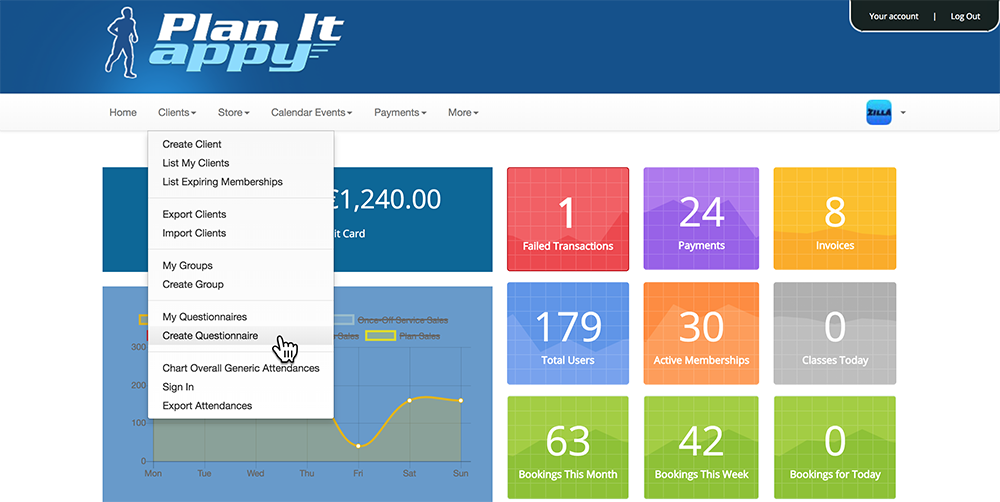 Plan It
appy
Your account | Log Out
Home Clients Store Calendar Events Payments More
ZILLA
Create Client
List My Clients
List Expiring Memberships
Export Clients
Import Clients
My Groups
Create Group
My Questionnaires
Create Questionnaire
Chart Overall Generic Attendances
Sign In
Export Attendances
€1,240.00
it Card
1
Failed Transactions
24
Payments
8
Invoices
179
Total Users
30
Active Memberships
0
Classes Today
63
Bookings This Month
42
Bookings This Week
0
Bookings for Today
Once-Off Service Sales
Sales
Plan Sales
300
200
100
0
Mon Tue Wed Thu Fri Sat Sun